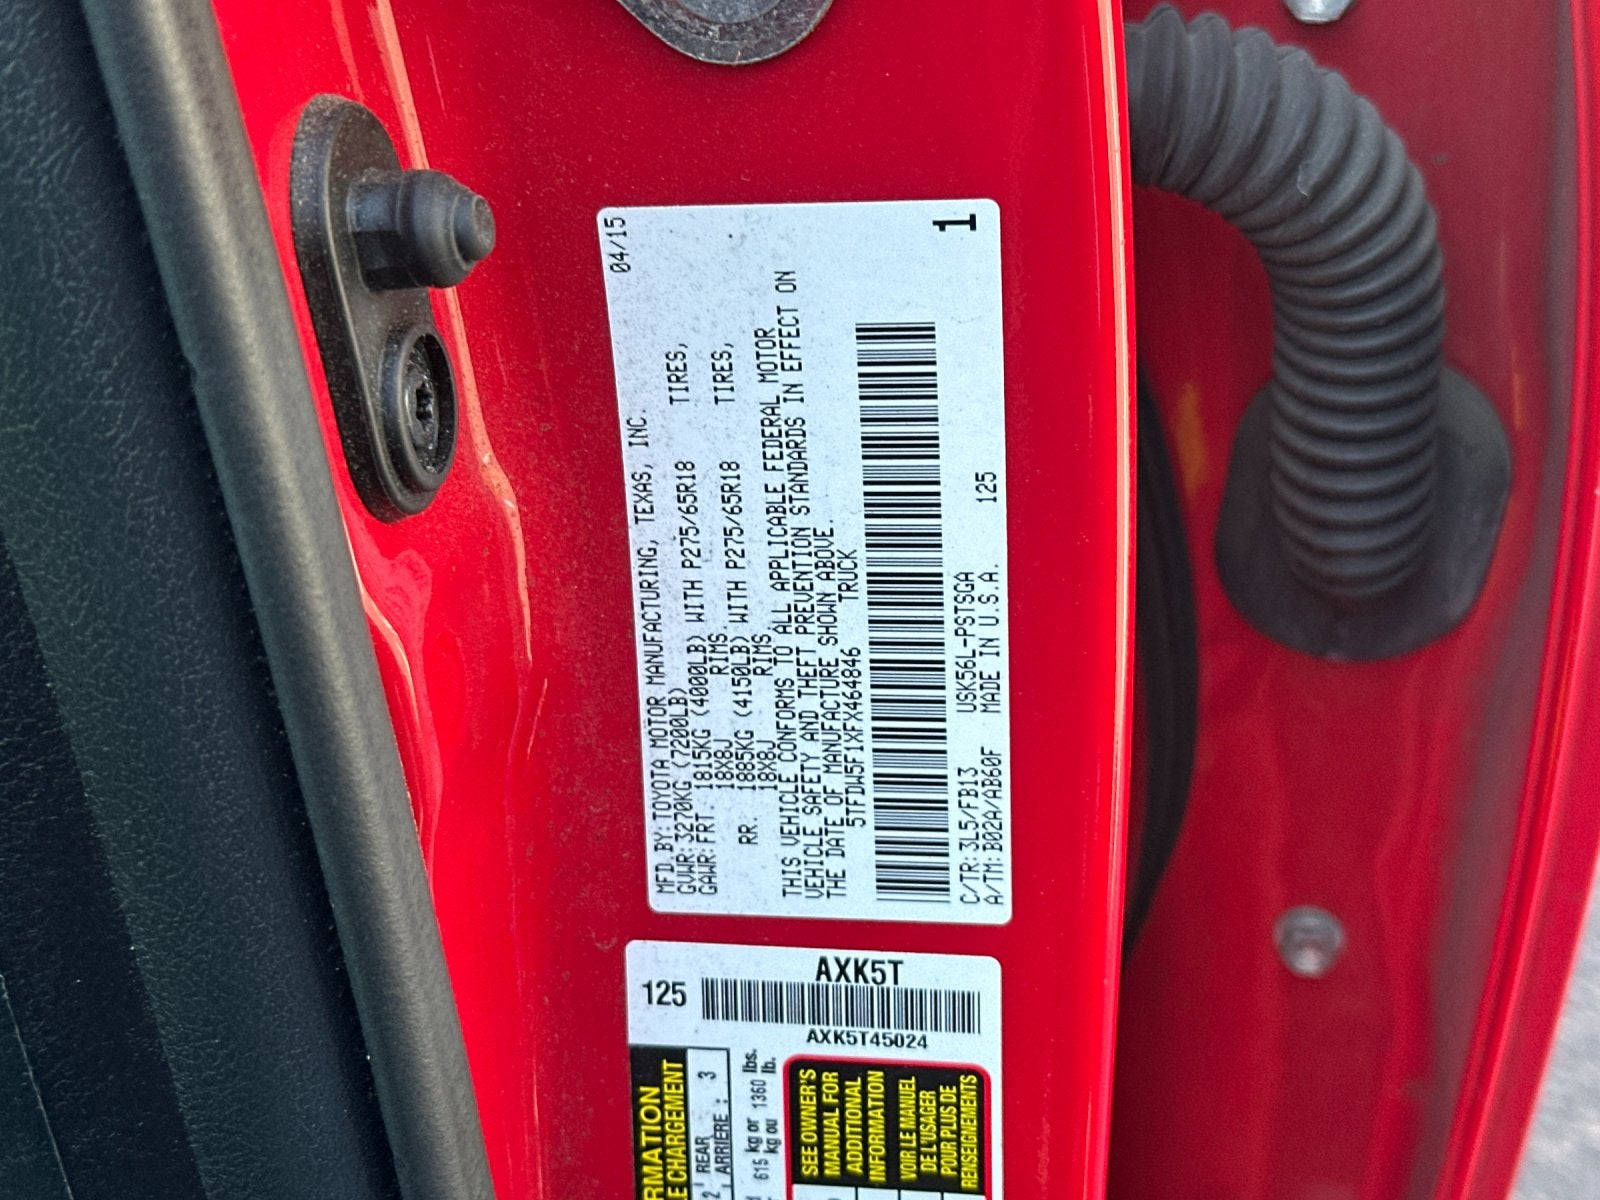 04/15
MFD.BY:TOYOTA MOTOR MANUFACTURING, TEXAS, INC.
GVWR:3270KG (7200LB)
GAWR:FRT. 1815KG (4000LB) WITH P275/65R18 TIRES,
18X8J RIMS.
RR. 1885KG (4150LB) WITH P275/65R18 TIRES,
18X8J RIMS
THIS VEHICLE CONFORMS TO ALL APPLICABLE FEDERAL MOTOR
VEHICLE SAFETY AND THEFT PREVENTION STANDARDS IN EFFECT ON
THE DATE OF MANUFACTURE SHOWN ABOVE.
5TFDW5F1XFX464846 TRUCK
C/TR:3L5/FB13 USK56L-PSTSGA
A/TM:B02A/AB60F MADE IN U.S.A. 125
1
125
AXK5T
AXK5T45024
RMATION
E CHARGEMENT
2 REAR
ARRIÈRE : 3
615 kg or 1360 lbs.
kg ou lb.
SEE OWNER'S
MANUAL FOR
ADDITIONAL
INFORMATION
VOIR LE MANUEL
DE L'USAGER
POUR PLUS DE
RENSEIGNEMENTS